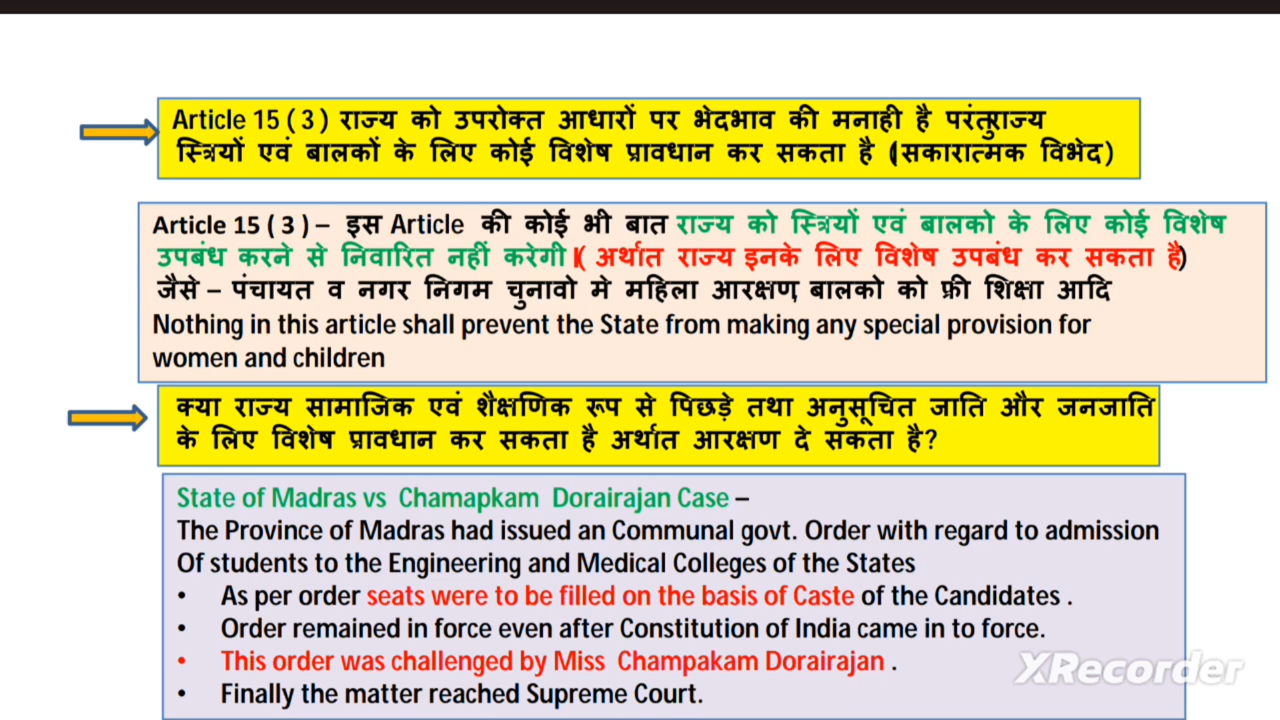 Article 15 ( 3 ) राज्य को उपरोक्त आधारों पर भेदभाव की मनाही है परंतु राज्य
स्त्रियों एवं बालकों के लिए कोई विशेष प्रावधान कर सकता है (सकारात्मक विभेद)
Article 15 ( 3 ) – इस Article की कोई भी बात राज्य को स्त्रियों एवं बालको के लिए कोई विशेष
उपबंध करने से निवारित नहीं करेगी |( अर्थात राज्य इनके लिए विशेष उपबंध कर सकता है)
जैसे – पंचायत व नगर निगम चुनावो मे महिला आरक्षण, बालको को फ्री शिक्षा आदि
Nothing in this article shall prevent the State from making any special provision for
women and children
क्या राज्य सामाजिक एवं शैक्षणिक रूप से पिछड़े तथा अनुसूचित जाति और जनजाति
के लिए विशेष प्रावधान कर सकता है अर्थात आरक्षण दे सकता है?
State of Madras vs Chamapkam Dorairajan Case –
The Province of Madras had issued an Communal govt. Order with regard to admission
Of students to the Engineering and Medical Colleges of the States
• As per order seats were to be filled on the basis of Caste of the Candidates .
• Order remained in force even after Constitution of India came in to force.
• This order was challenged by Miss Champakam Dorairajan .
• Finally the matter reached Supreme Court.
XRecorder